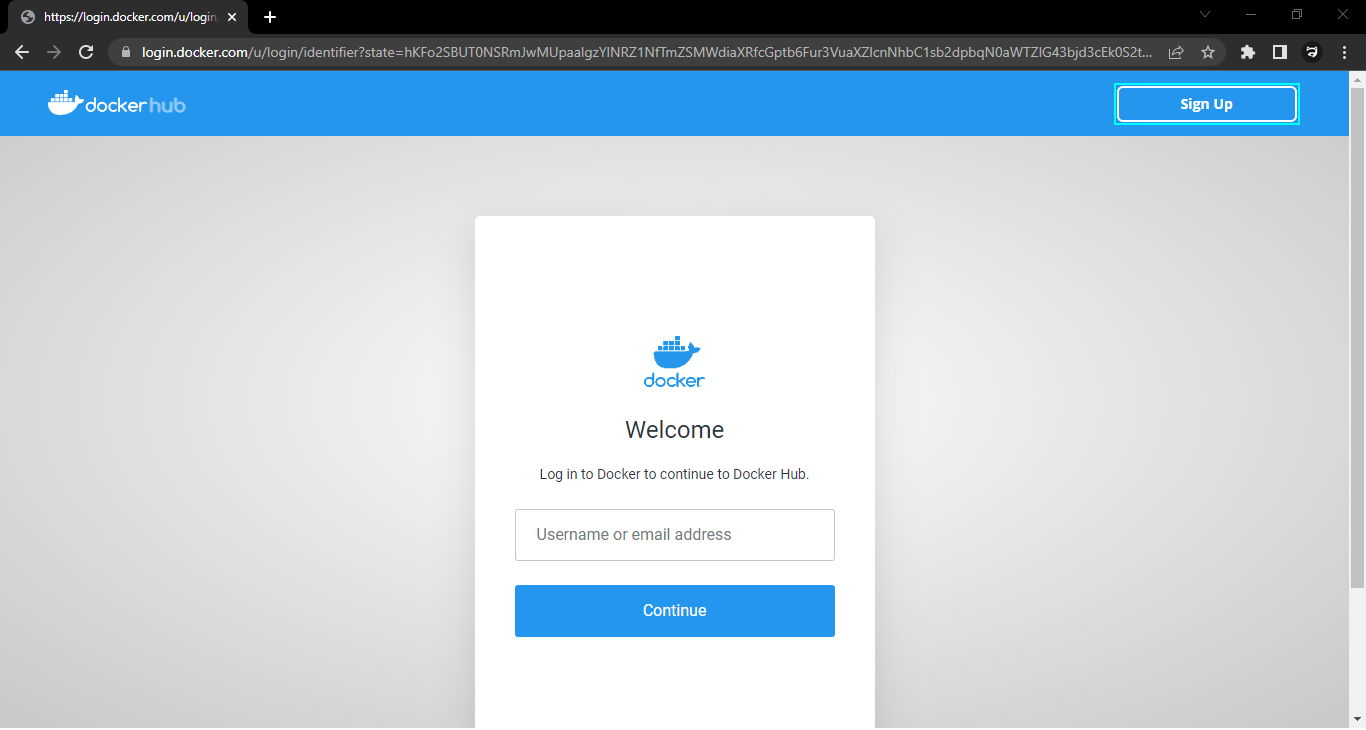 https://login.docker.com/u/login
login.docker.com/u/login/identifier?state=hKFo2SBUT0NSRmJwMUpaalgzYlNRZ1NfTmZSMWdiaXRfcGptb6Fur3VuaXZlcnNhbC1sb2dpbqN0aWTZIG43bjd3cEk0S2t...
docker hub
Sign Up
docker
Welcome
Log in to Docker to continue to Docker Hub.
Username or email address
Continue